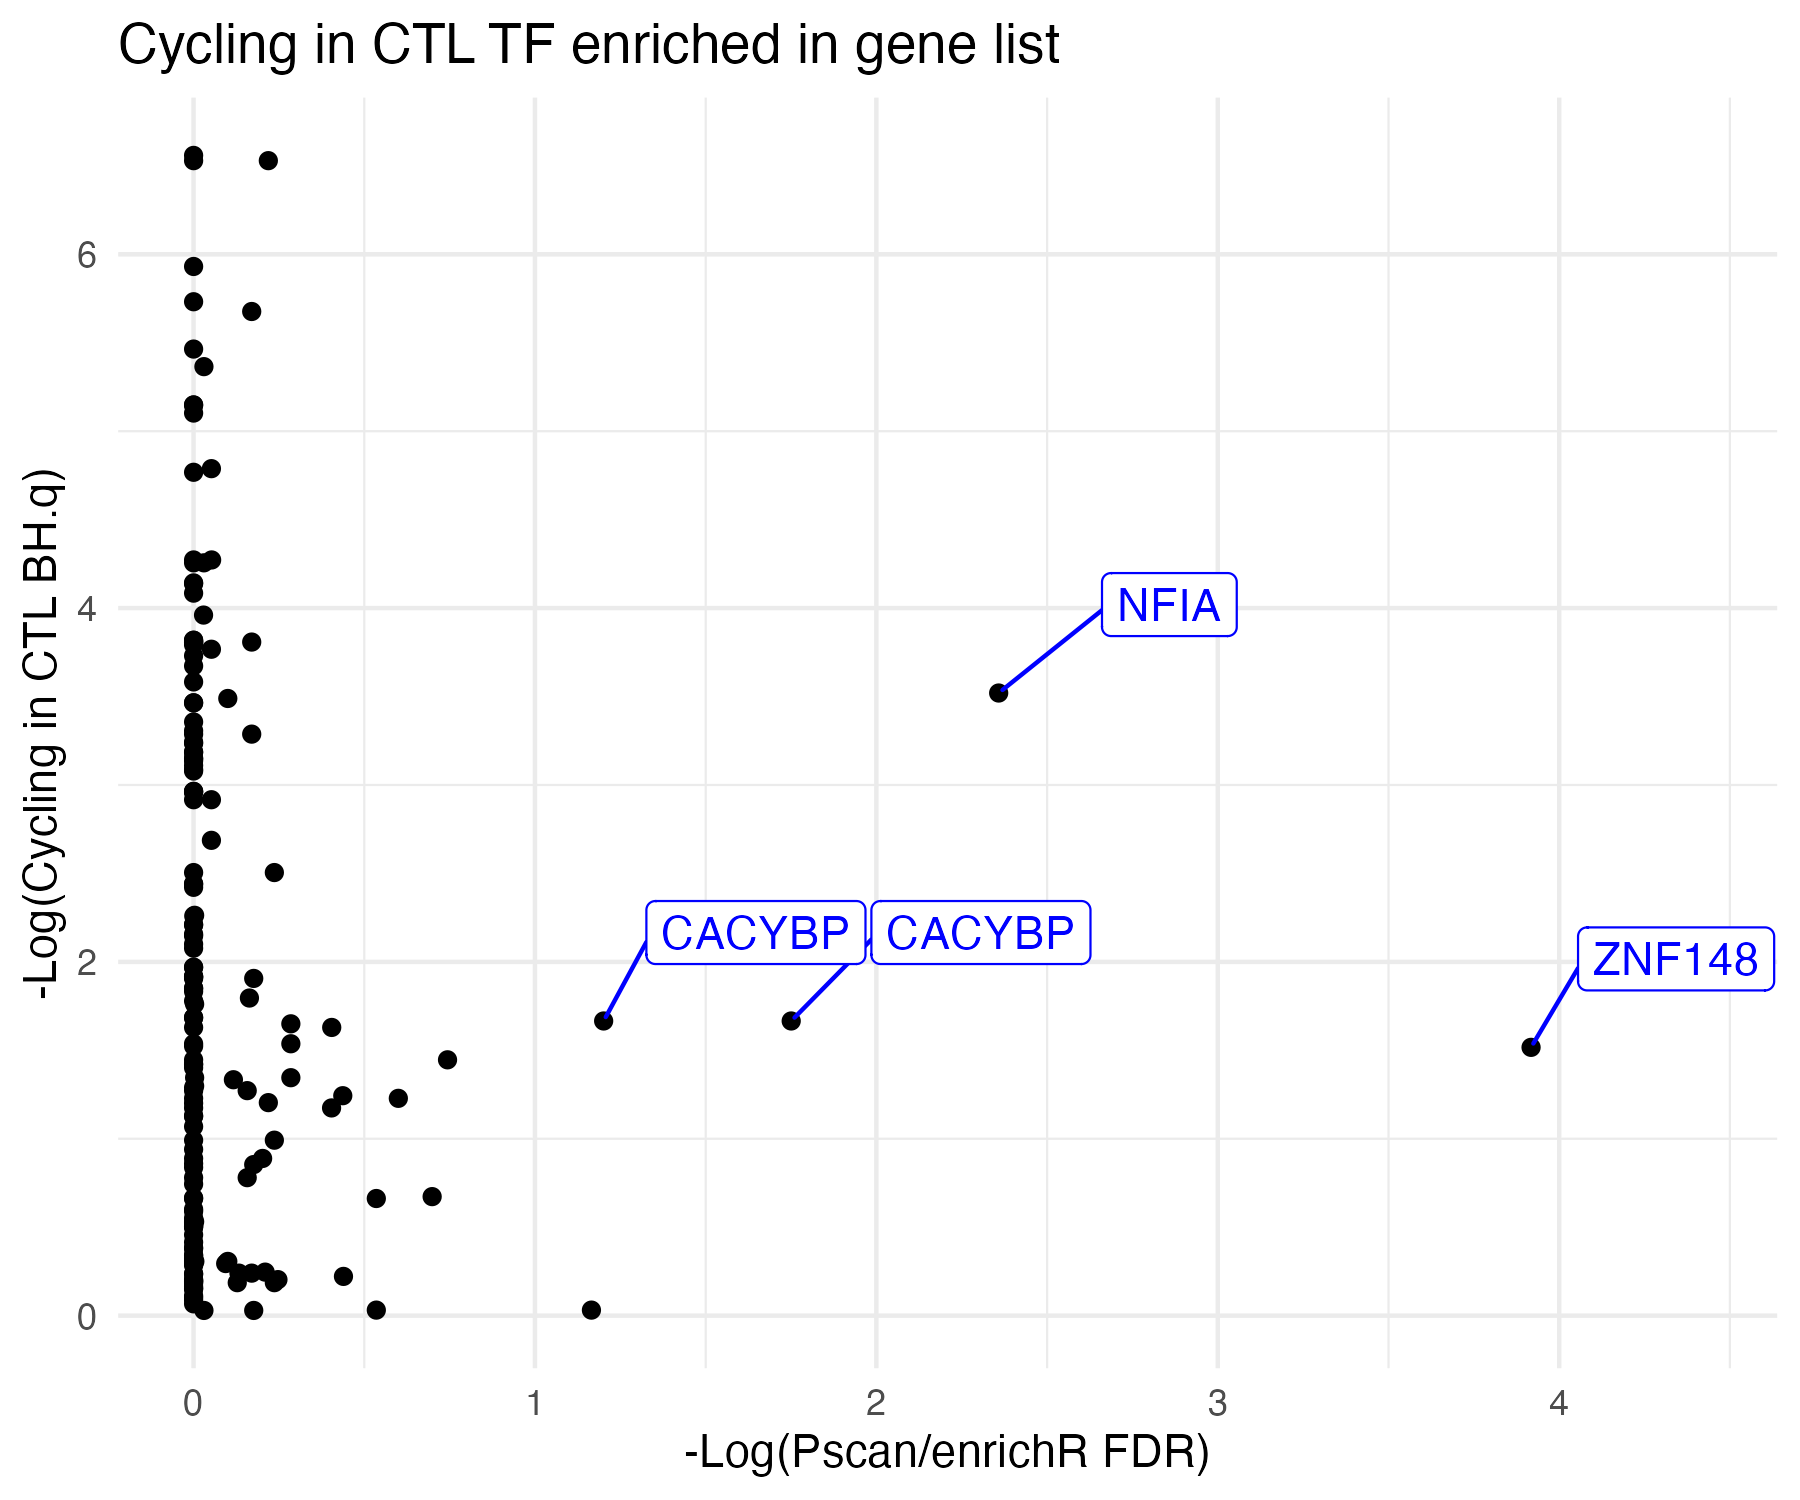 Cycling in CTL TF enriched in gene list
-Log(Cycling in CTL BH.q)
6
4
2
0
NFIA
CACYBP
CACYBP
ZNF148
0
1
2
3
4
-Log(Pscan/enrichR FDR)